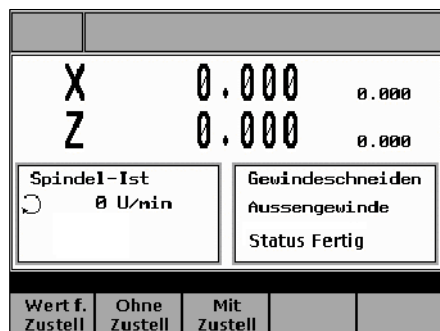 X 0.000 0.000
Z 0.000 0.000
Spindel-Ist
0 U/min
Gewindeschneiden
Aussengewinde
Status Fertig
Wert f. Zustell
Ohne Zustell
Mit Zustell